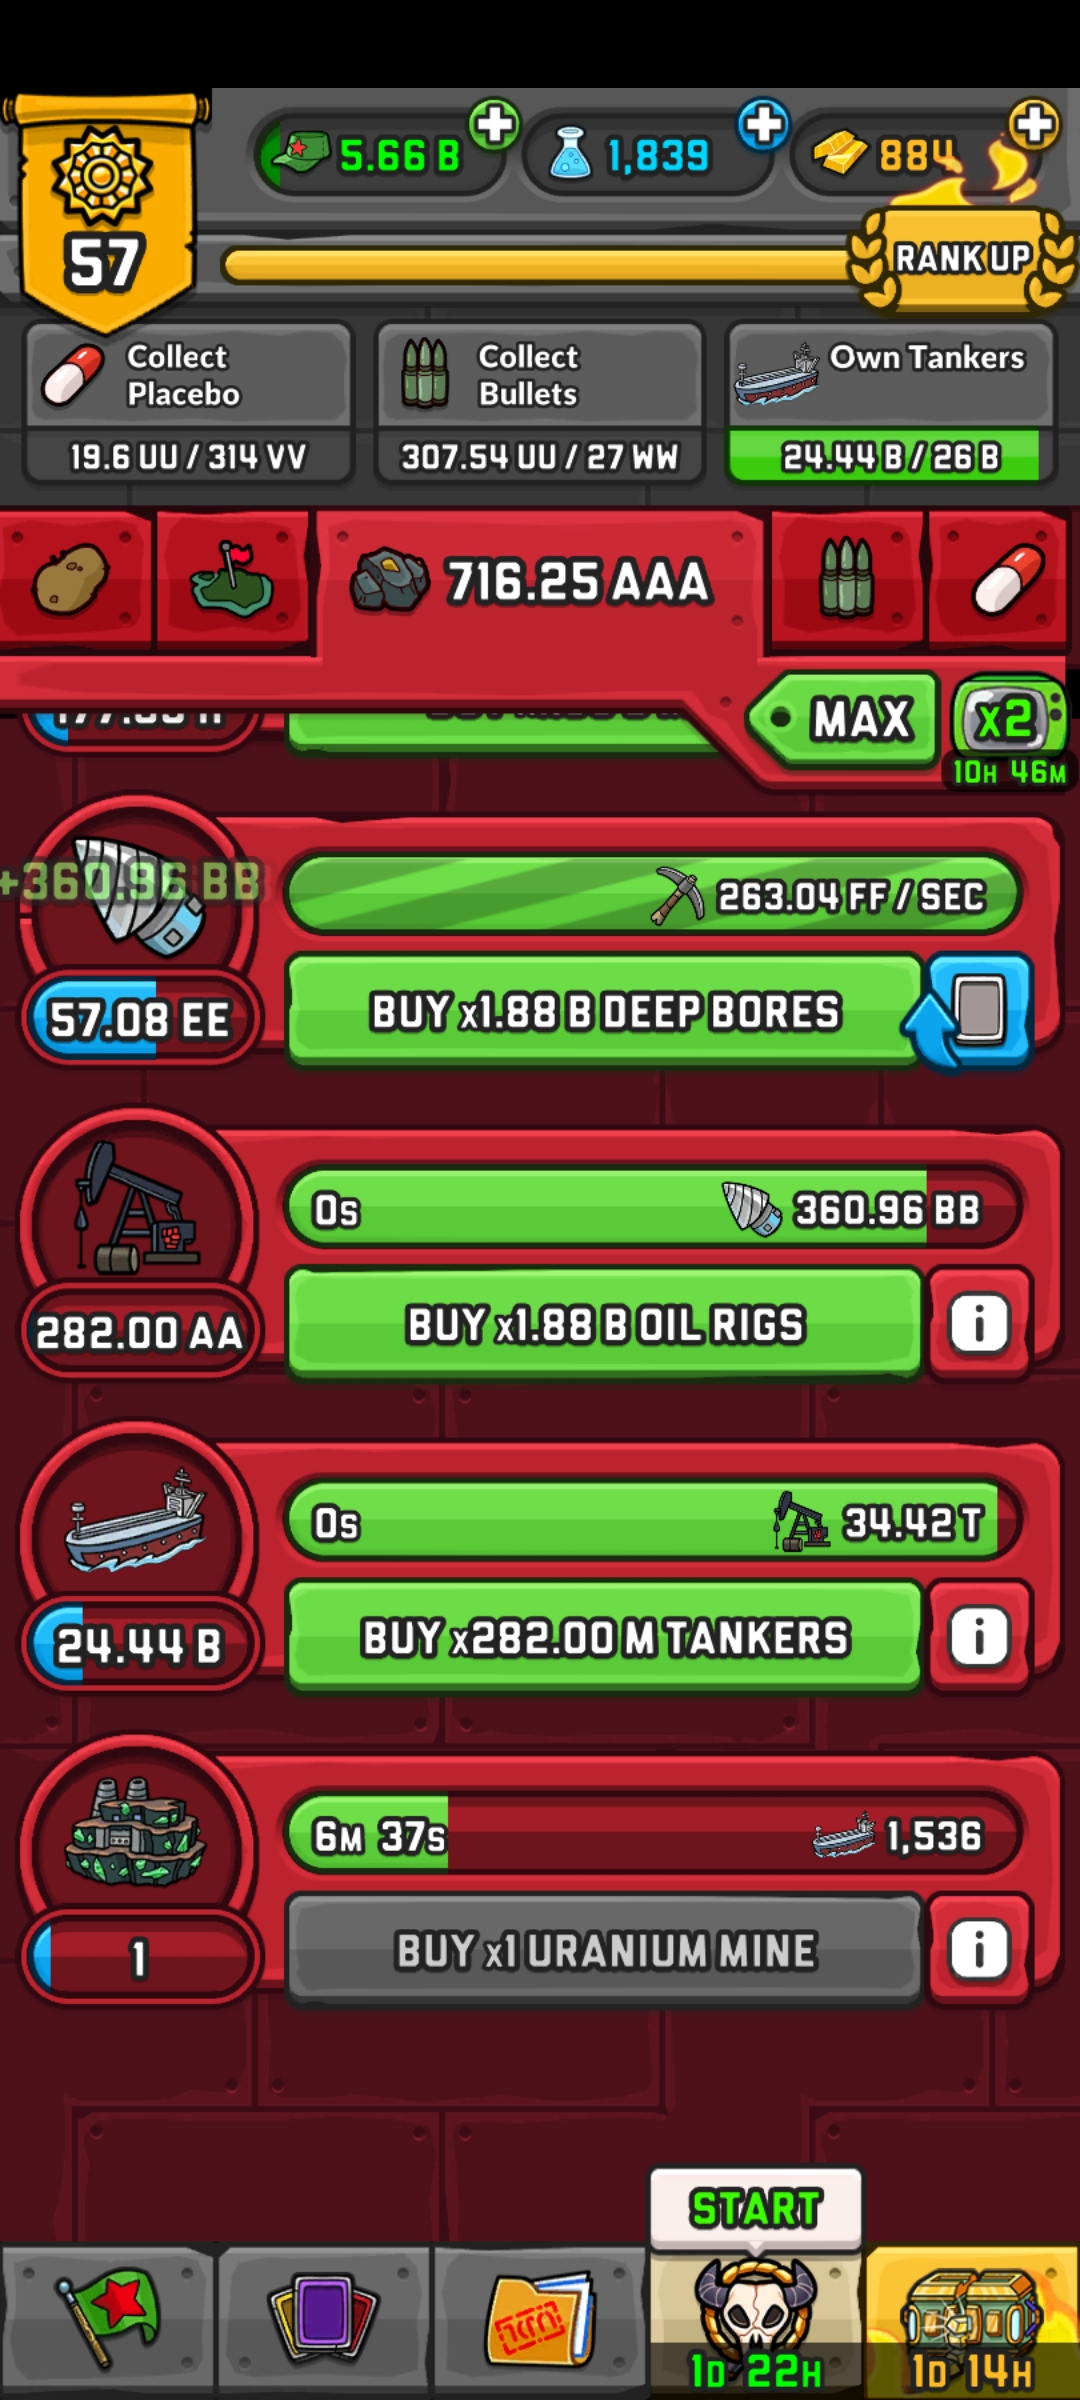 5.66 B
1,839
884
57
RANK UP
Collect
Placebo
19.6 UU / 314 VV
Collect
Bullets
307.54 UU / 27 WW
Own Tankers
24.44 B / 26 B
716.25 AAA
MAX
x2
10H 46M
+360.96 BB
263.04 FF / SEC
57.08 EE
BUY x1.88 B DEEP BORES
0s
360.96 BB
282.00 AA
BUY x1.88 B OIL RIGS
i
0s
34.42 T
24.44 B
BUY x282.00 M TANKERS
i
6M 37s
1,536
1
BUY x1 URANIUM MINE
i
START
1D 22H
1D 14H